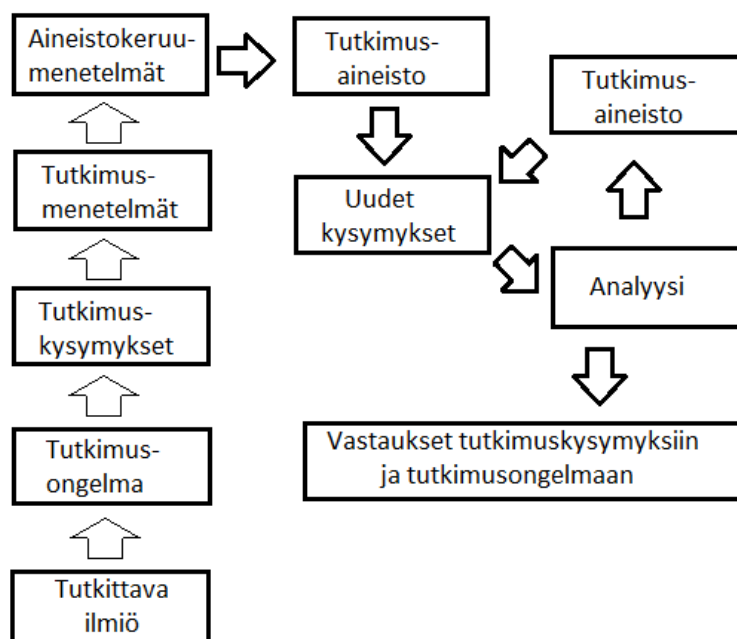 Aineistokeruu-
menetelmät
Tutkimus-
aineisto
Tutkimus-
aineisto
Tutkimus-
menetelmät
Uudet
kysymykset
Analyysi
Tutkimus-
kysymykset
Vastaukset tutkimuskysymyksiin
ja tutkimusongelmaan
Tutkimus-
ongelma
Tutkittava
ilmiö